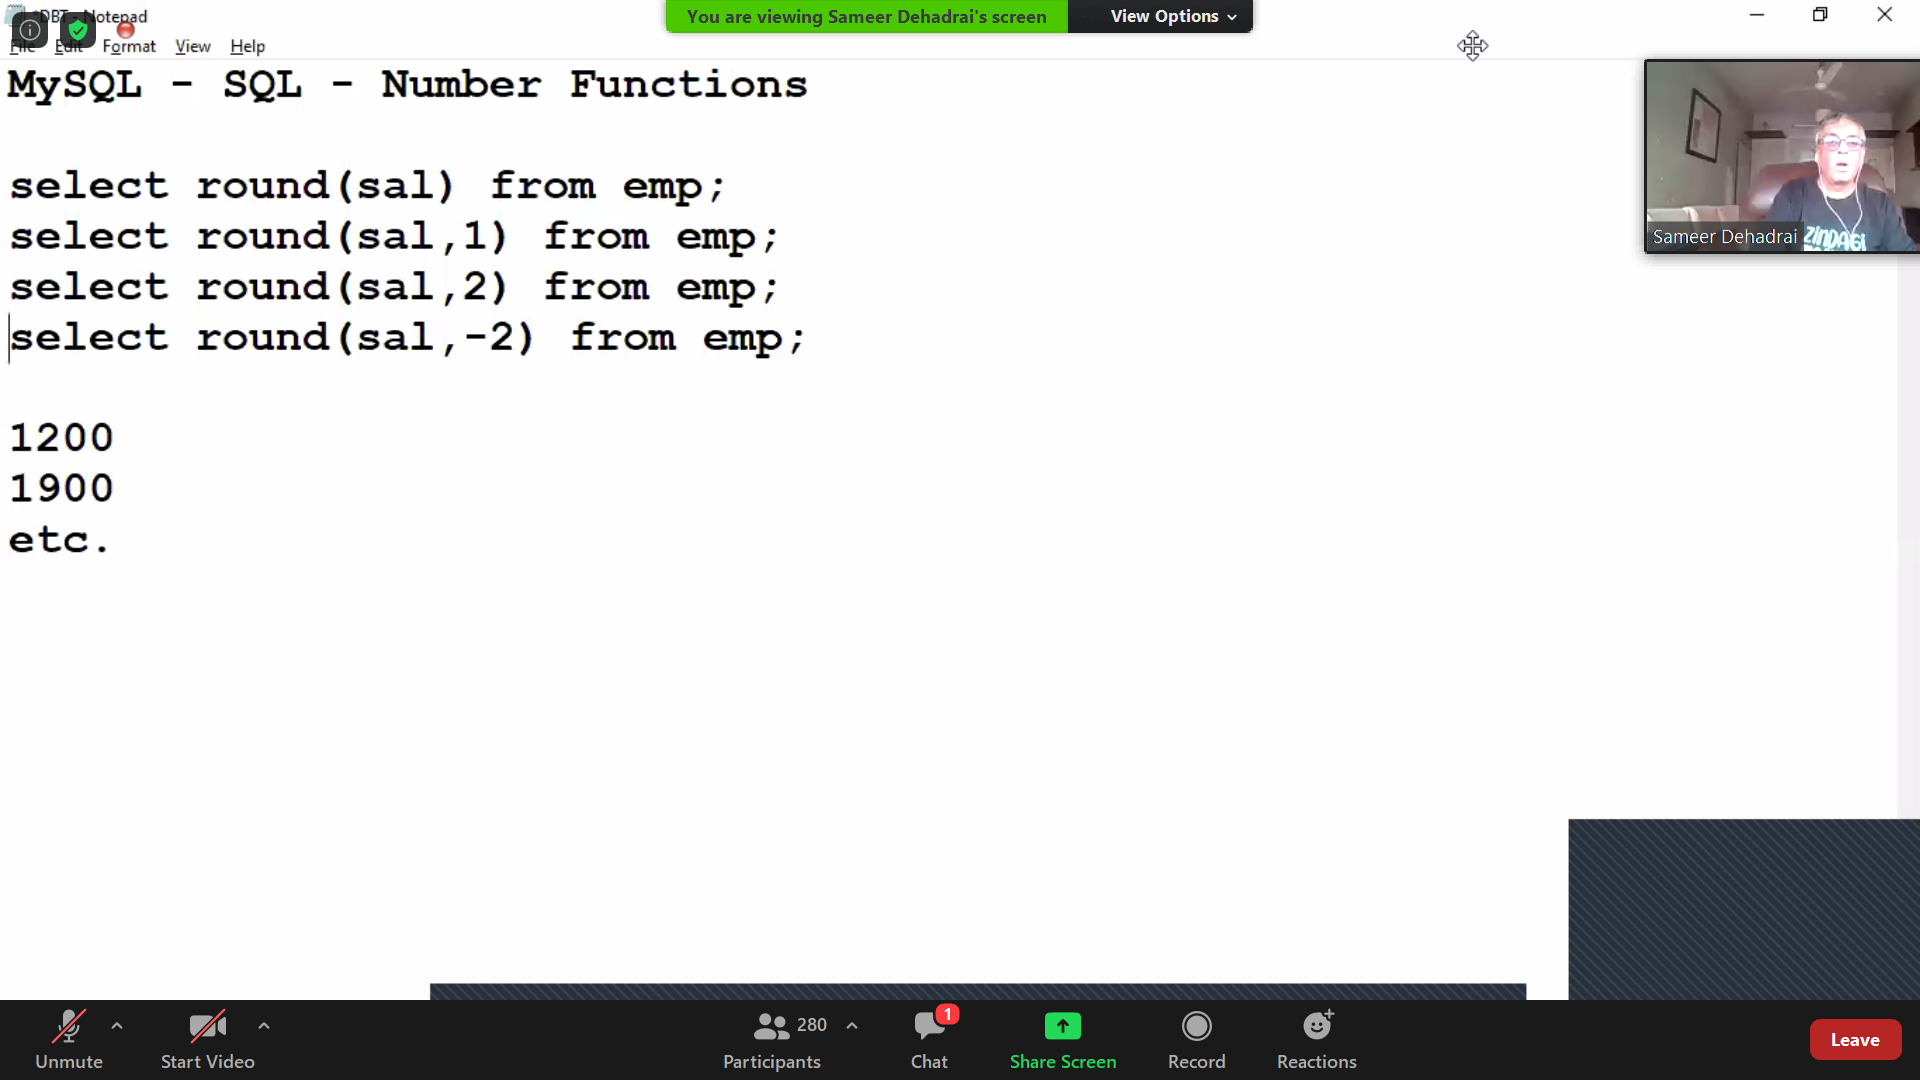 *DBT - Notepad
You are viewing Sameer Dehadrai's screen
View Options
File Edit Format View Help
MySQL - SQL - Number Functions
select round(sal) from emp;
select round(sal,1) from emp;
select round(sal,2) from emp;
select round(sal,-2) from emp;
1200
1900
etc.
Sameer Dehadrai
ZINDAGI
Unmute
Start Video
280
Participants
1
Chat
Share Screen
Record
Reactions
Leave